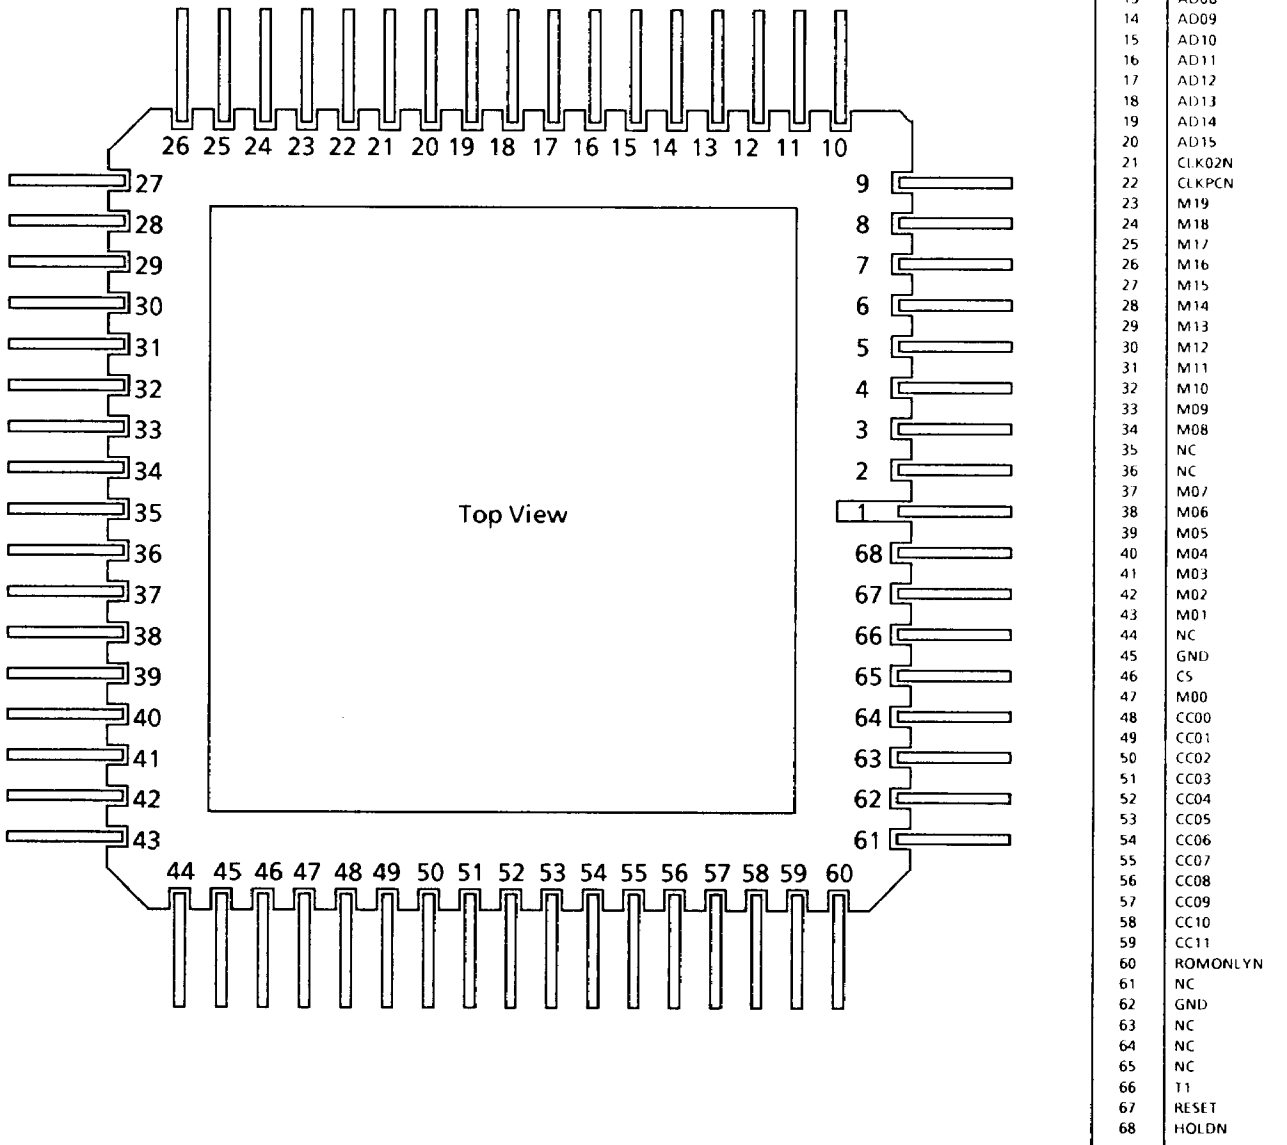 26 25 24 23 22 21 20 19 18 17 16 15 14 13 12 11 10
27
28
29
30
31
32
33
34
35
36
37
38
39
40
41
42
43
9
8
7
6
5
4
3
2
1
68
67
66
65
64
63
62
61
Top View
44 45 46 47 48 49 50 51 52 53 54 55 56 57 58 59 60
14 AD09
15 AD10
16 AD11
17 AD12
18 AD13
19 AD14
20 AD15
21 CLK02N
22 CLKPCN
23 M19
24 M18
25 M17
26 M16
27 M15
28 M14
29 M13
30 M12
31 M11
32 M10
33 M09
34 M08
35 NC
36 NC
37 M07
38 M06
39 M05
40 M04
41 M03
42 M02
43 M01
44 NC
45 GND
46 CS
47 M00
48 CC00
49 CC01
50 CC02
51 CC03
52 CC04
53 CC05
54 CC06
55 CC07
56 CC08
57 CC09
58 CC10
59 CC11
60 ROMONLYN
61 NC
62 GND
63 NC
64 NC
65 NC
66 T1
67 RESET
68 HOLDN